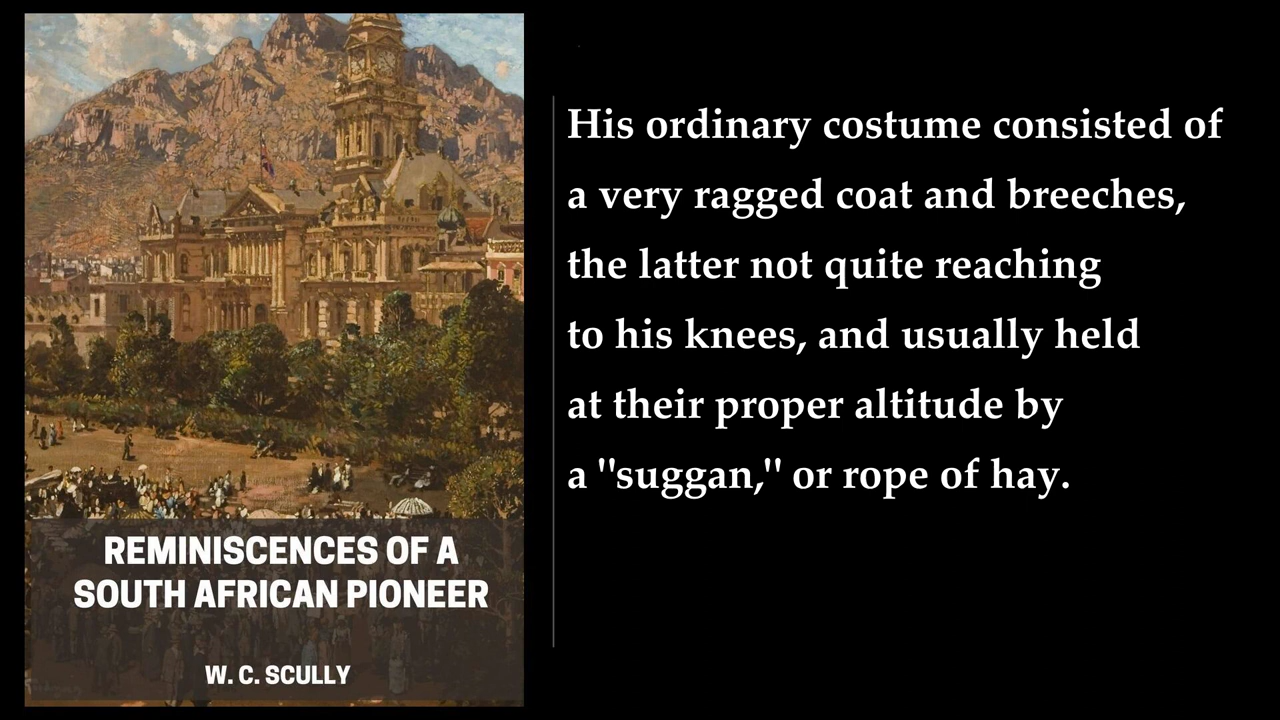 His ordinary costume consisted of
a very ragged coat and breeches,
the latter not quite reaching
to his knees, and usually held
at their proper altitude by
a "suggan," or rope of hay.
REMINISCENCES OF A
SOUTH AFRICAN PIONEER
W. C. SCULLY